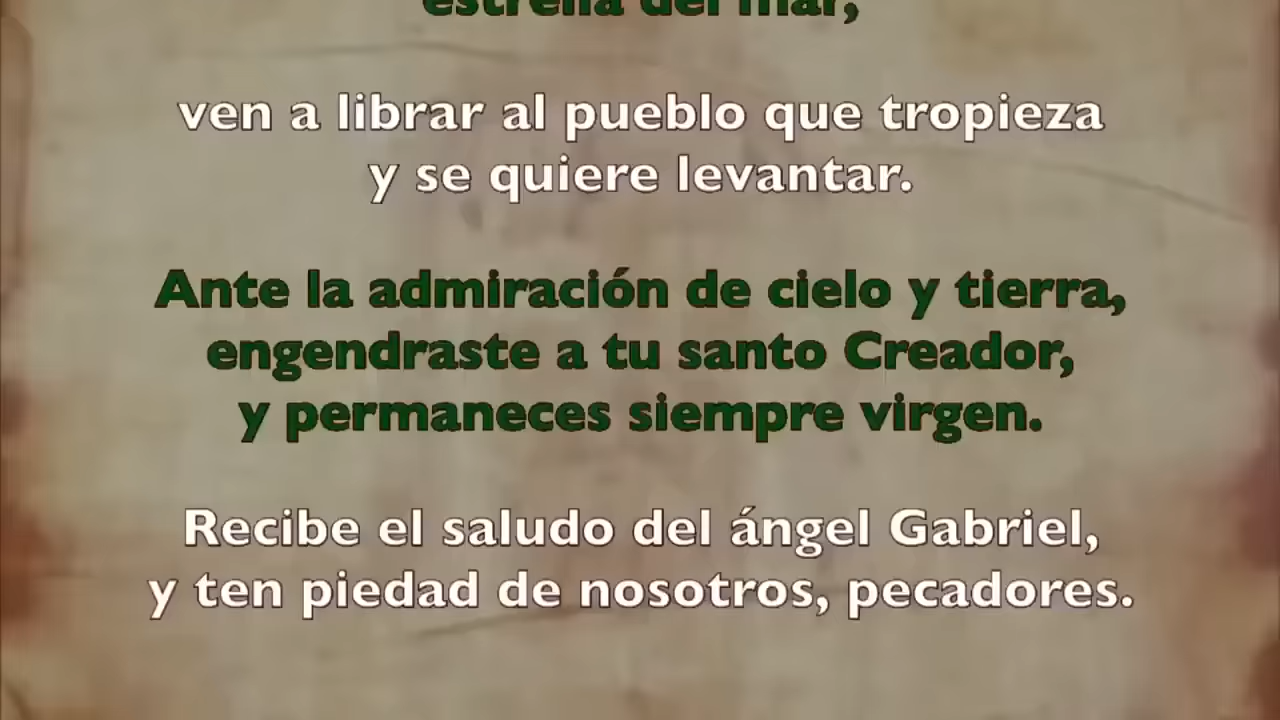 estrella del mar,
ven a librar al pueblo que tropieza
y se quiere levantar.
Ante la admiración de cielo y tierra,
engendraste a tu santo Creador,
y permaneces siempre virgen.
Recibe el saludo del ángel Gabriel,
y ten piedad de nosotros, pecadores.